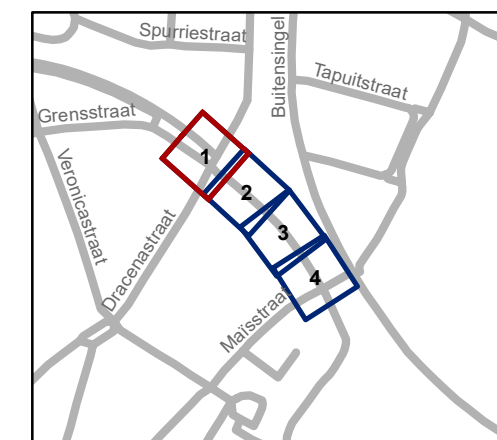 Spurriestraat
Buitensingel
Tapuitstraat
Grensstraat
Veronicastraat
Dracenastraat
Maïsstraat
1
2
3
4